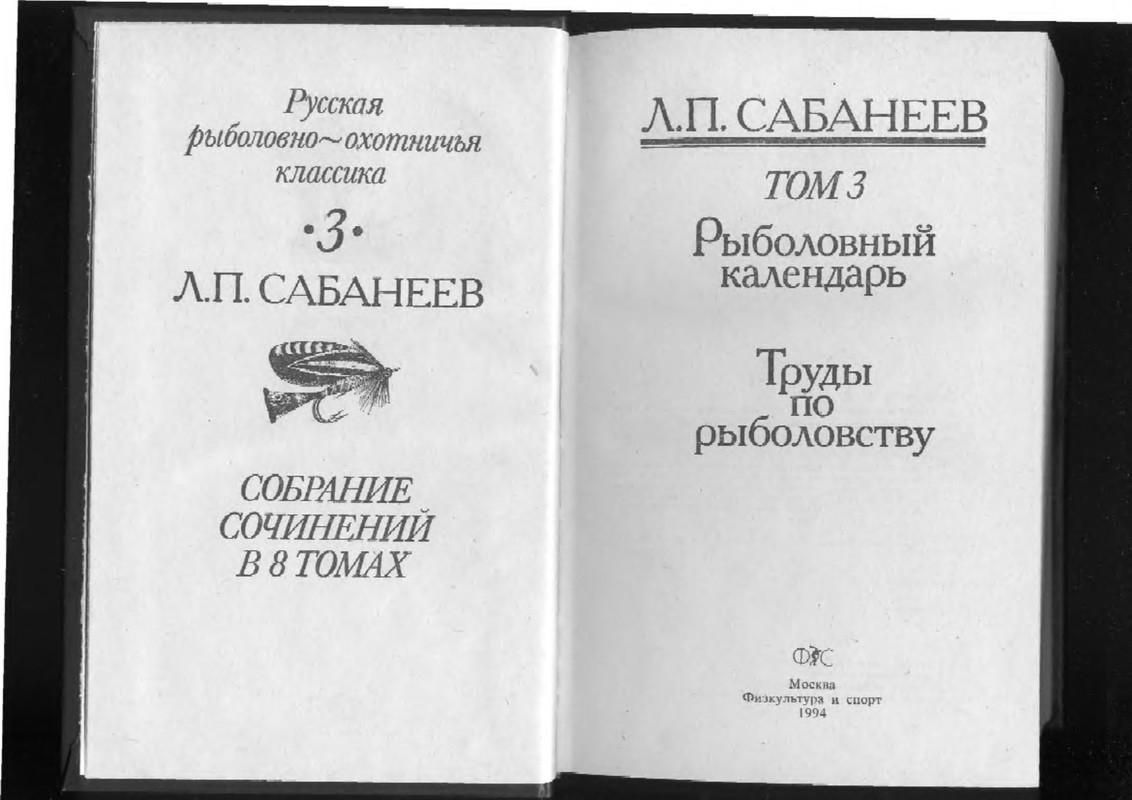 Русская
рыболовно~охотничья
классика
•3•
Л.П. САБАНЕЕВ
СОБРАНИЕ
СОЧИНЕНИЙ
В 8 ТОМАХ
Л.П. САБАНЕЕВ
ТОМ 3
Рыболовный
календарь
Труды
по
рыболовству
ФиС
Москва
Физкультура и спорт
1994